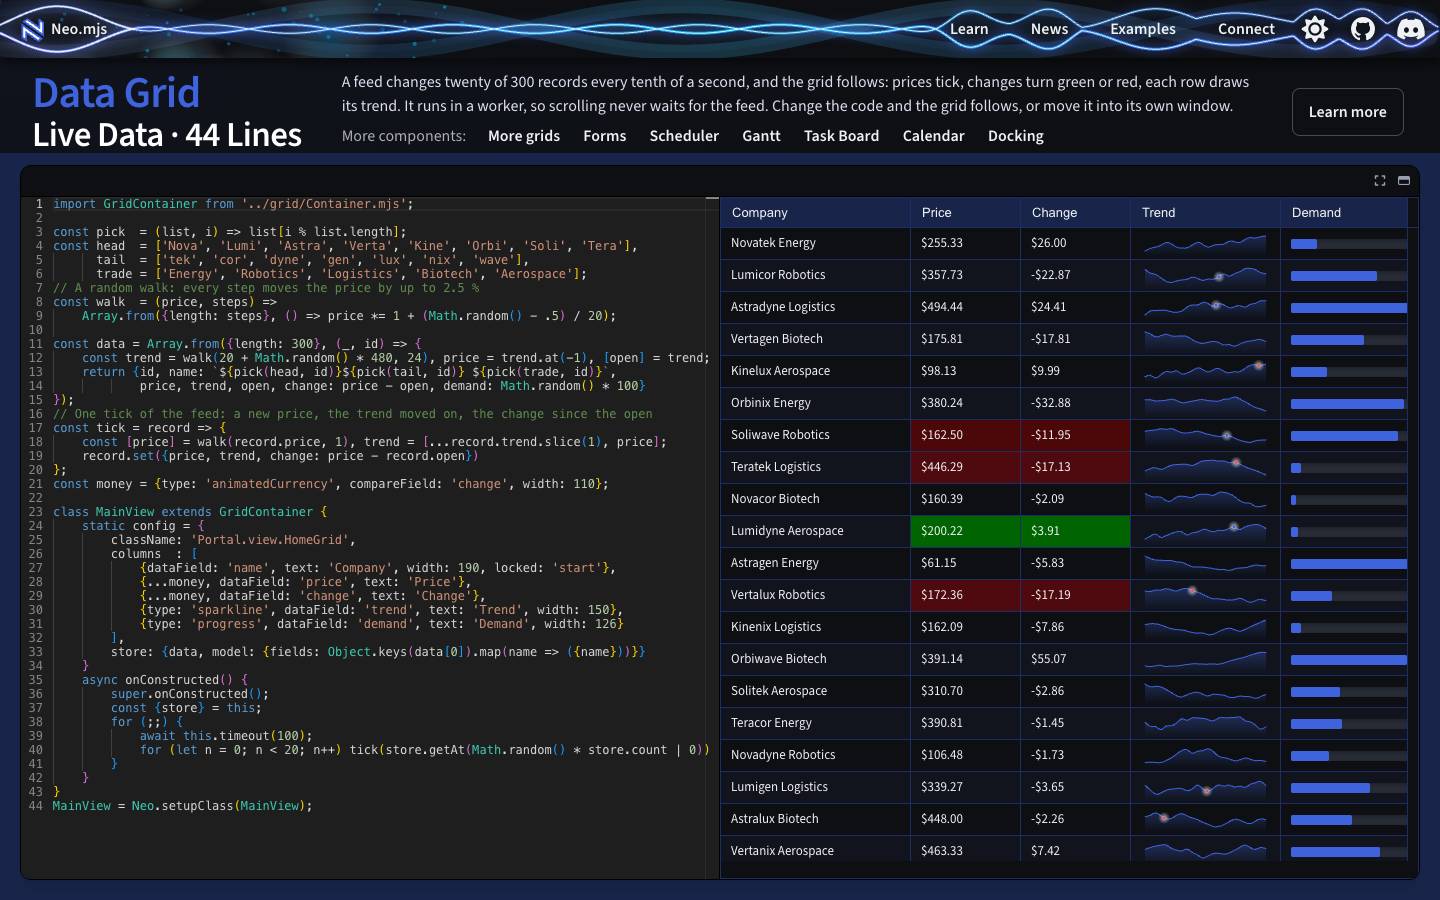 Neo.mjs
Learn
News
Examples
Connect
Data Grid
Live Data · 44 Lines
A feed changes twenty of 300 records every tenth of a second, and the grid follows: prices tick, changes turn green or red, each row draws
its trend. It runs in a worker, so scrolling never waits for the feed. Change the code and the grid follows, or move it into its own window.
More components: More grids Forms Scheduler Gantt Task Board Calendar Docking
Learn more
1 import GridContainer from '../grid/Container.mjs';
2
3 const pick  = (list, i) => list[i % list.length];
4 const head  = ['Nova', 'Lumi', 'Astra', 'Verta', 'Kine', 'Orbi', 'Soli', 'Tera'],
5       tail  = ['tek', 'cor', 'dyne', 'gen', 'lux', 'nix', 'wave'],
6       trade = ['Energy', 'Robotics', 'Logistics', 'Biotech', 'Aerospace'];
7 // A random walk: every step moves the price by up to 2.5 %
8 const walk  = (price, steps) =>
9     Array.from({length: steps}, () => price *= 1 + (Math.random() - .5) / 20);
10
11 const data = Array.from({length: 300}, (_, id) => {
12     const trend = walk(20 + Math.random() * 480, 24), price = trend.at(-1), [open] = trend;
13     return {id, name: `${pick(head, id)}${pick(tail, id)} ${pick(trade, id)}`,
14             price, trend, open, change: price - open, demand: Math.random() * 100}
15 });
16 // One tick of the feed: a new price, the trend moved on, the change since the open
17 const tick = record => {
18     const [price] = walk(record.price, 1), trend = [...record.trend.slice(1), price];
19     record.set({price, trend, change: price - record.open})
20 };
21 const money = {type: 'animatedCurrency', compareField: 'change', width: 110};
22
23 class MainView extends GridContainer {
24     static config = {
25         className: 'Portal.view.HomeGrid',
26         columns  : [
27             {dataField: 'name', text: 'Company', width: 190, locked: 'start'},
28             {...money, dataField: 'price', text: 'Price'},
29             {...money, dataField: 'change', text: 'Change'},
30             {type: 'sparkline', dataField: 'trend', text: 'Trend', width: 150},
31             {type: 'progress', dataField: 'demand', text: 'Demand', width: 126}
32         ],
33         store: {data, model: {fields: Object.keys(data[0]).map(name => ({name}))}}
34     }
35     async onConstructed() {
36         super.onConstructed();
37         const {store} = this;
38         for (;;) {
39             await this.timeout(100);
40             for (let n = 0; n < 20; n++) tick(store.getAt(Math.random() * store.count | 0))
41         }
42     }
43 }
44 MainView = Neo.setupClass(MainView);
Company Price Change Trend Demand
Novatek Energy $255.33 $26.00
Lumicor Robotics $357.73 -$22.87
Astradyne Logistics $494.44 $24.41
Vertagen Biotech $175.81 -$17.81
Kinelux Aerospace $98.13 $9.99
Orbinix Energy $380.24 -$32.88
Soliwave Robotics $162.50 -$11.95
Teratek Logistics $446.29 -$17.13
Novacor Biotech $160.39 -$2.09
Lumidyne Aerospace $200.22 $3.91
Astragen Energy $61.15 -$5.83
Vertalux Robotics $172.36 -$17.19
Kinenix Logistics $162.09 -$7.86
Orbiwave Biotech $391.14 $55.07
Solitek Aerospace $310.70 -$2.86
Teracor Energy $390.81 -$1.45
Novadyne Robotics $106.48 -$1.73
Lumigen Logistics $339.27 -$3.65
Astralux Biotech $448.00 -$2.26
Vertanix Aerospace $463.33 $7.42